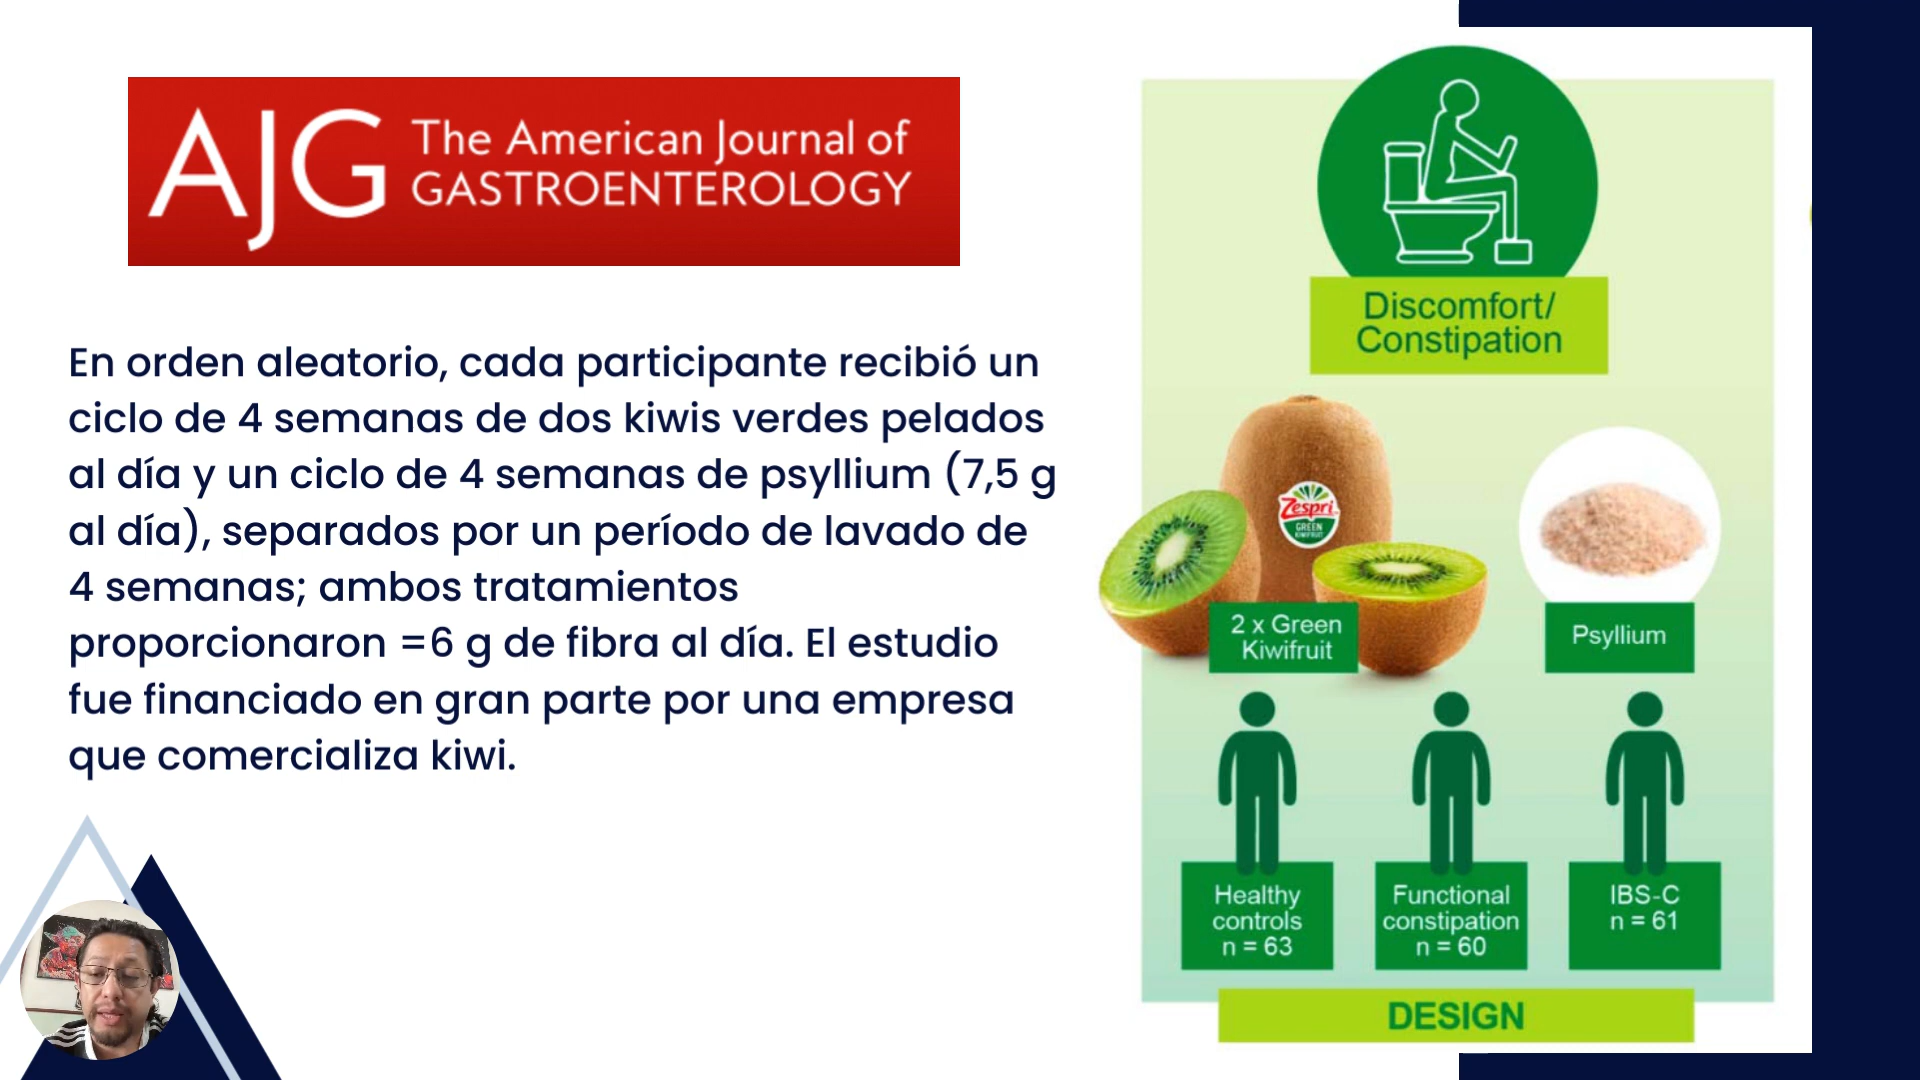 AJG The American Journal of
GASTROENTEROLOGY
En orden aleatorio, cada participante recibió un
ciclo de 4 semanas de dos kiwis verdes pelados
al día y un ciclo de 4 semanas de psyllium (7,5 g
al día), separados por un período de lavado de
4 semanas; ambos tratamientos
proporcionaron =6 g de fibra al día. El estudio
fue financiado en gran parte por una empresa
que comercializa kiwi.
Discomfort/
Constipation
Zespri
GREEN
KIWIFRUIT
2 x Green
Kiwifruit
Psyllium
Healthy
controls
n = 63
Functional
constipation
n = 60
IBS-C
n = 61
DESIGN